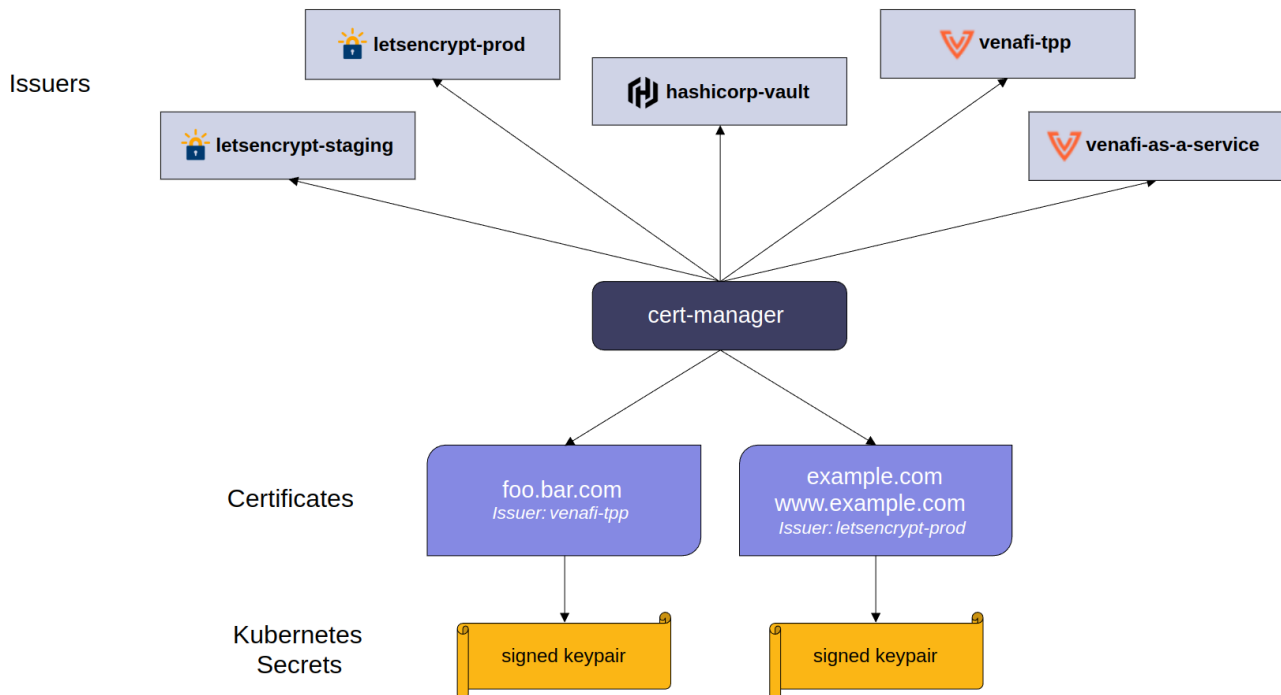 letsencrypt-prod
venafi-tpp
Issuers
hashicorp-vault
letsencrypt-staging
venafi-as-a-service
cert-manager
Certificates
foo.bar.com
Issuer: venafi-tpp
example.com
www.example.com
Issuer: letsencrypt-prod
Kubernetes
Secrets
signed keypair
signed keypair